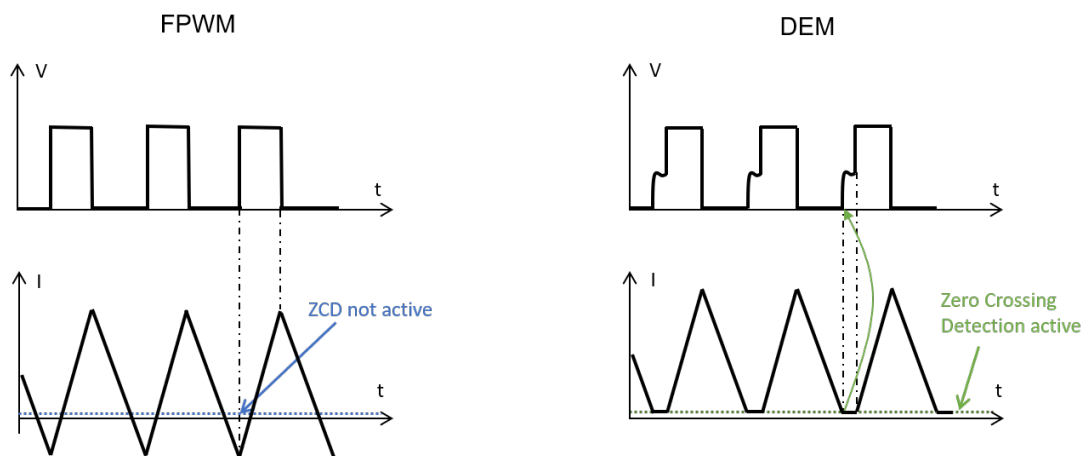 FPWM
DEM
V
t
V
t
I
ZCD not active
t
I
Zero Crossing
Detection active
t